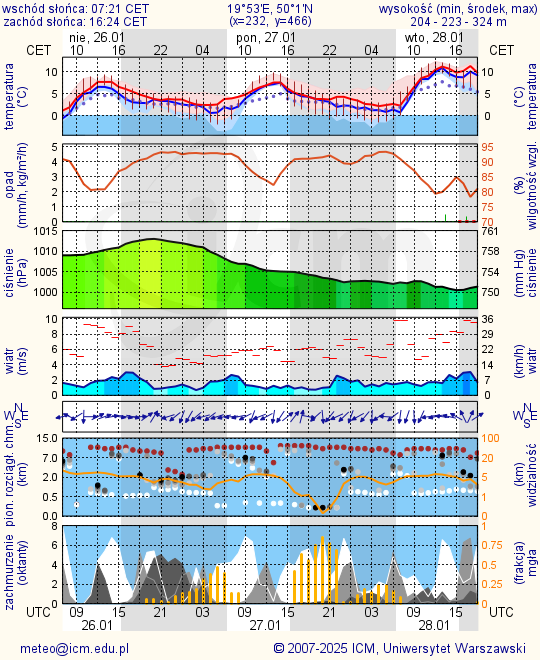 wschód słońca: 07:21 CET 19°53'E, 50°1'N wysokość (min, środek, max)
zachód słońca: 16:24 CET (x=232, y=466) 204 - 223 - 324 m
nie, 26.01 pon, 27.01 wto, 28.01
CET 10 16 22 04 10 16 22 04 10 16 CET
temperatura (°C) 10 5 0 10 5 0 (°C) temperatura
opad (mm/h, kg/m²/h) 5 4 3 2 1 0 95 90 85 80 75 70 (%) wilgotność wzgl.
ciśnienie (hPa) 1015 1010 1005 1000 761 758 754 750 (mm Hg) ciśnienie
wiatr (m/s) 10 8 6 4 2 0 36 29 22 14 7 0 (km/h) wiatr
N W E S N W E S
pion. rozciągł. chm. (km) 15.0 7.0 2.0 0.5 0.0 100 20 5 1 0 (km) widzialność
zachmurzenie (oktanty) 8 6 4 2 0 1 0.75 0.5 0.25 0 (frakcja) mgła
UTC 09 15 21 03 09 15 21 03 09 15 UTC
26.01 27.01 28.01
meteo@icm.edu.pl © 2007-2025 ICM, Uniwersytet Warszawski